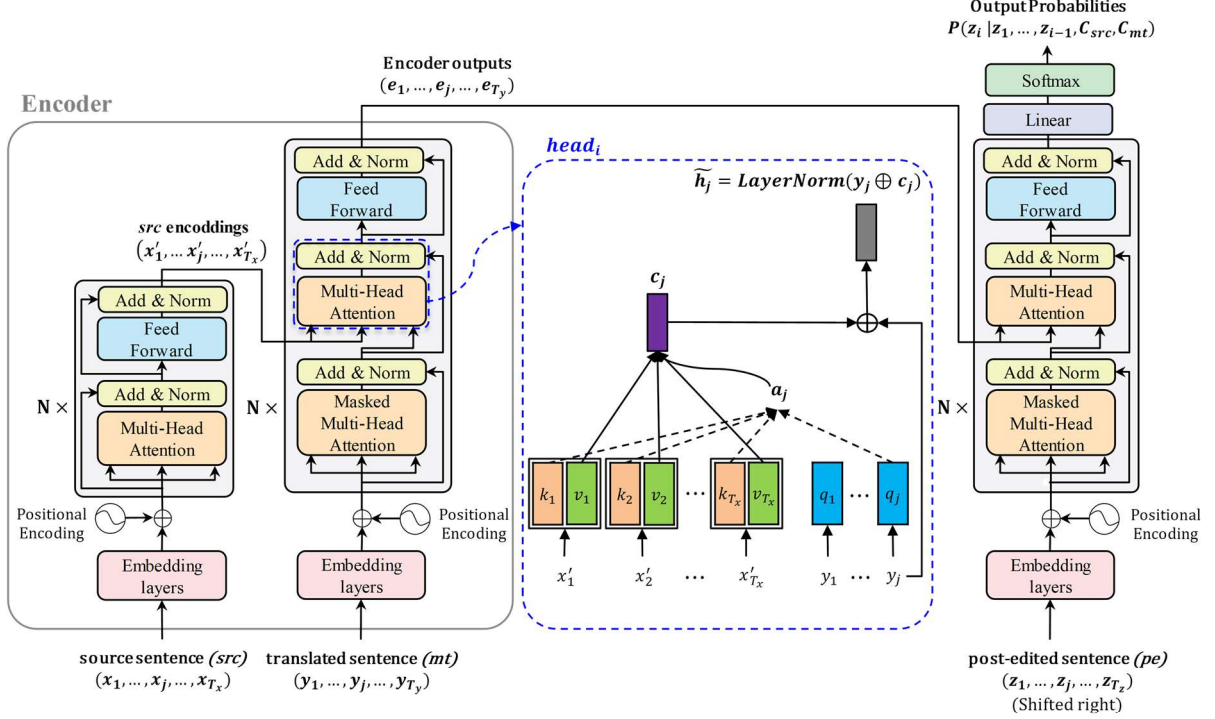 Output Probabilities
P(z_i |z_1, …, z_{i−1}, C_src, C_mt)
Softmax
Linear
Encoder outputs
(e_1, …, e_j, …, e_{T_y})
Encoder
Add & Norm
Feed
Forward
Add & Norm
Multi-Head
Attention
Add & Norm
Masked
Multi-Head
Attention
N ×
src encoddings
(x′_1, … x′_j, …, x′_{T_x})
Add & Norm
Feed
Forward
Add & Norm
Multi-Head
Attention
N ×
Positional
Encoding
Positional
Encoding
Embedding
layers
Embedding
layers
source sentence (src)
(x_1, …, x_j, …, x_{T_x})
translated sentence (mt)
(y_1, …, y_j, …, y_{T_y})
head_i
h̃_j = LayerNorm(y_j ⊕ c_j)
c_j
a_j
k_1 v_1 k_2 v_2 … k_{T_x} v_{T_x} q_1 … q_j
x′_1 x′_2 … x′_{T_x} y_1 … y_j
Add & Norm
Feed
Forward
Add & Norm
Multi-Head
Attention
Add & Norm
Masked
Multi-Head
Attention
N ×
Positional
Encoding
Embedding
layers
post-edited sentence (pe)
(z_1, …, z_j, …, z_{T_z})
(Shifted right)